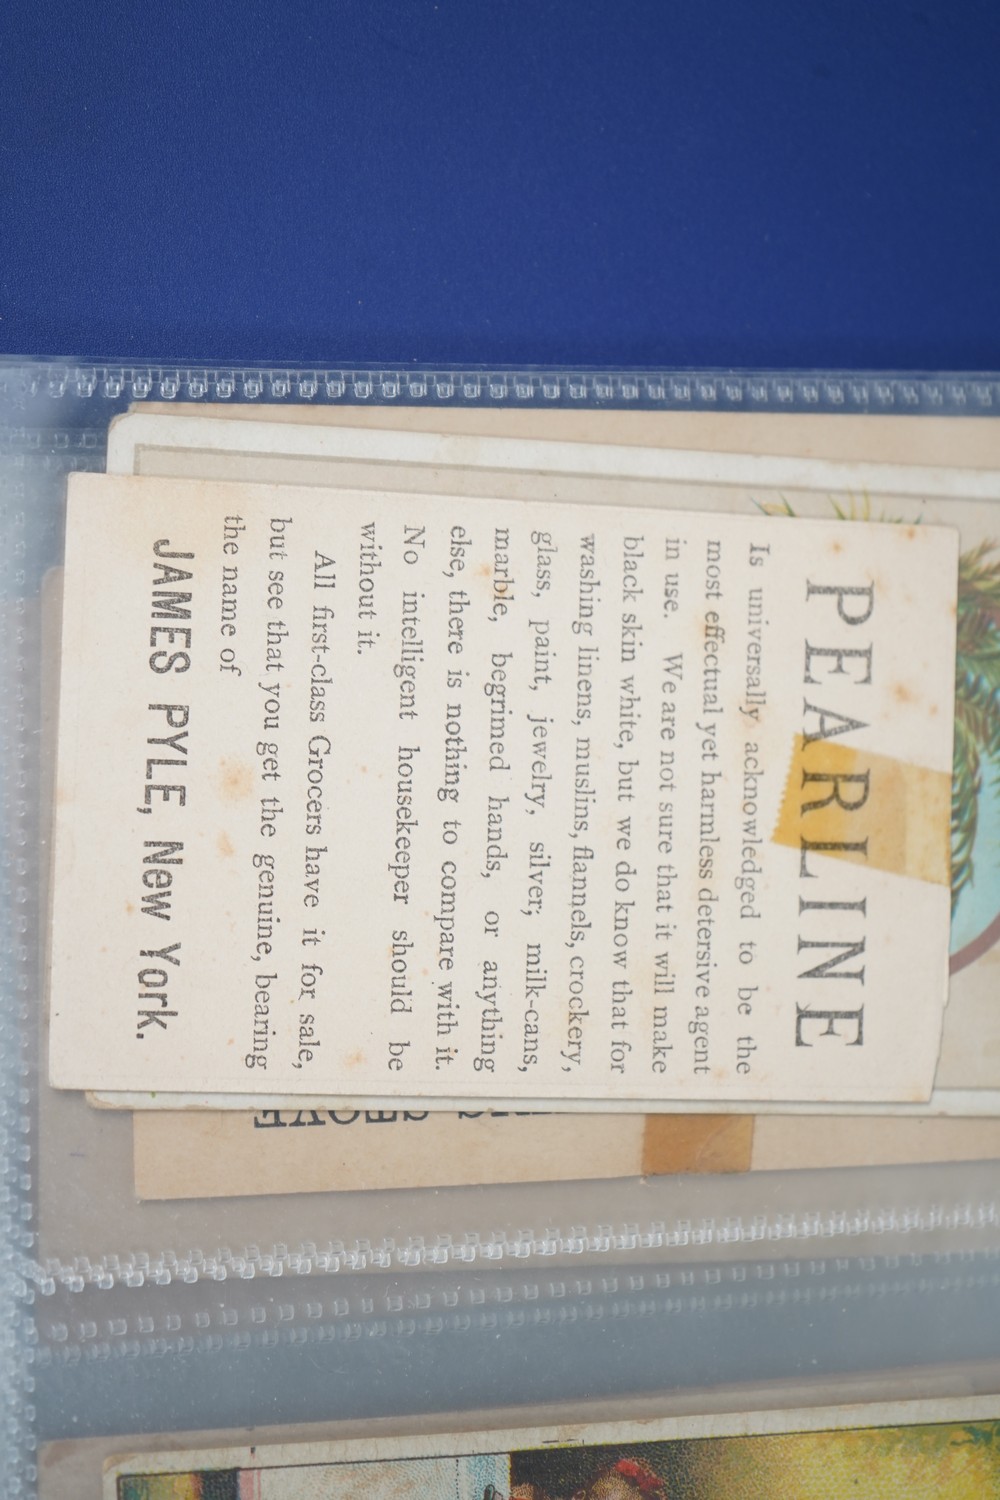 PEARLINE
Is universally acknowledged to be the
most effectual yet harmless detersive agent
in use. We are not sure that it will make
black skin white, but we do know that for
washing linens, muslins, flannels, crockery,
glass, paint, jewelry, silver; milk-cans,
marble, begrimed hands, or anything
else, there is nothing to compare with it.
No intelligent housekeeper should be
without it.
All first-class Grocers have it for sale,
but see that you get the genuine, bearing
the name of
JAMES PYLE, New York.